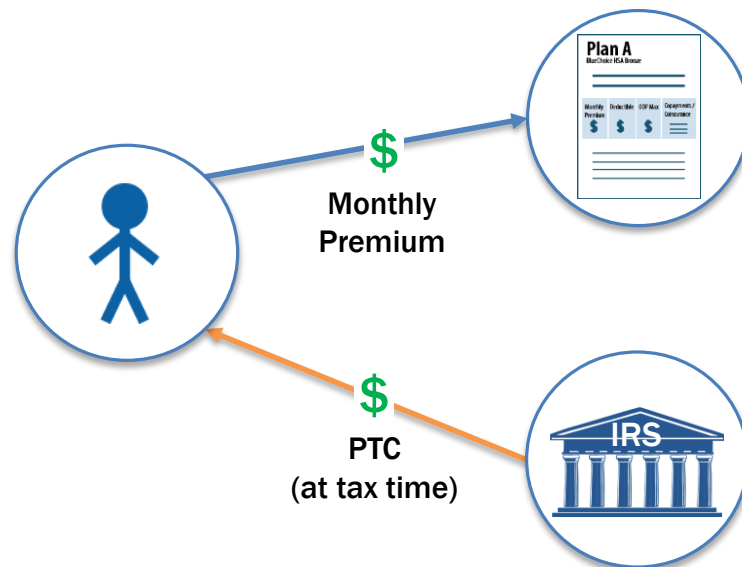 Plan A
BlueChoice HSA Bronze
Monthly Premium
$
Deductible
$
OOP Max
$
Copayments / Coinsurance
$
Monthly
Premium
$
PTC
(at tax time)
IRS